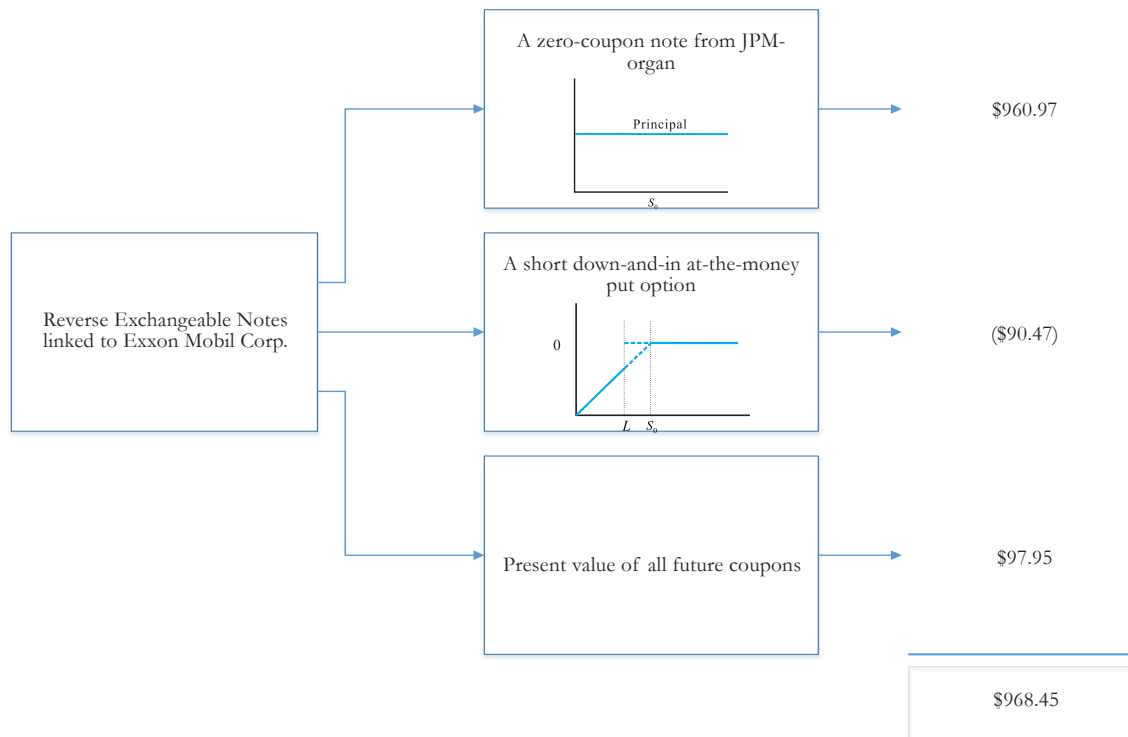 A zero-coupon note from JPM-
organ
Principal
S₀
$960.97
Reverse Exchangeable Notes
linked to Exxon Mobil Corp.
A short down-and-in at-the-money
put option
0
L S₀
($90.47)
Present value of all future coupons
$97.95
$968.45